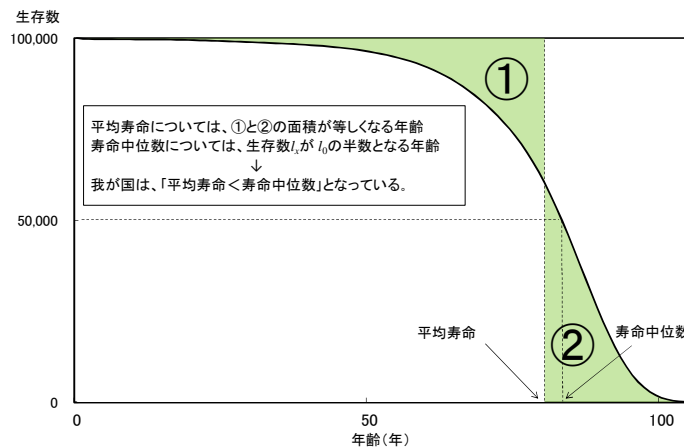 生存数
100,000
①
平均寿命については、①と②の面積が等しくなる年齢
寿命中位数については、生存数lxが l0の半数となる年齢
↓
我が国は、「平均寿命＜寿命中位数」となっている。
50,000
平均寿命
②
寿命中位数
0
0
50
100
年齢(年)